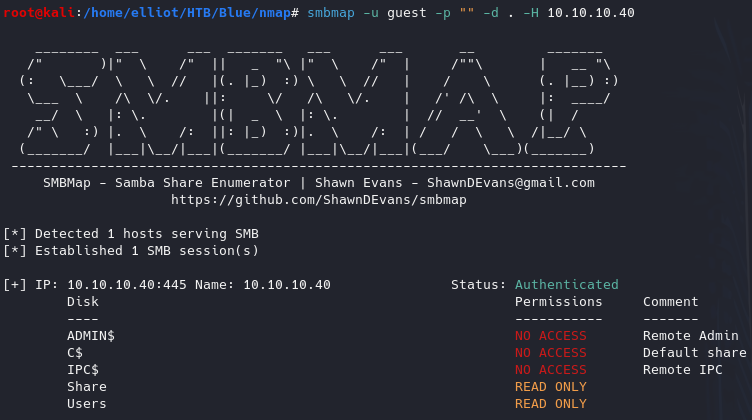 root@kali:/home/elliot/HTB/Blue/nmap# smbmap -u guest -p "" -d . -H 10.10.10.40
SMBMAP
SMBMap - Samba Share Enumerator | Shawn Evans - ShawnDEvans@gmail.com
https://github.com/ShawnDEvans/smbmap
[*] Detected 1 hosts serving SMB
[*] Established 1 SMB session(s)
[+] IP: 10.10.10.40:445 Name: 10.10.10.40 Status: Authenticated
Disk Permissions Comment
---- ----------- -------
ADMIN$ NO ACCESS Remote Admin
C$ NO ACCESS Default share
IPC$ NO ACCESS Remote IPC
Share READ ONLY
Users READ ONLY